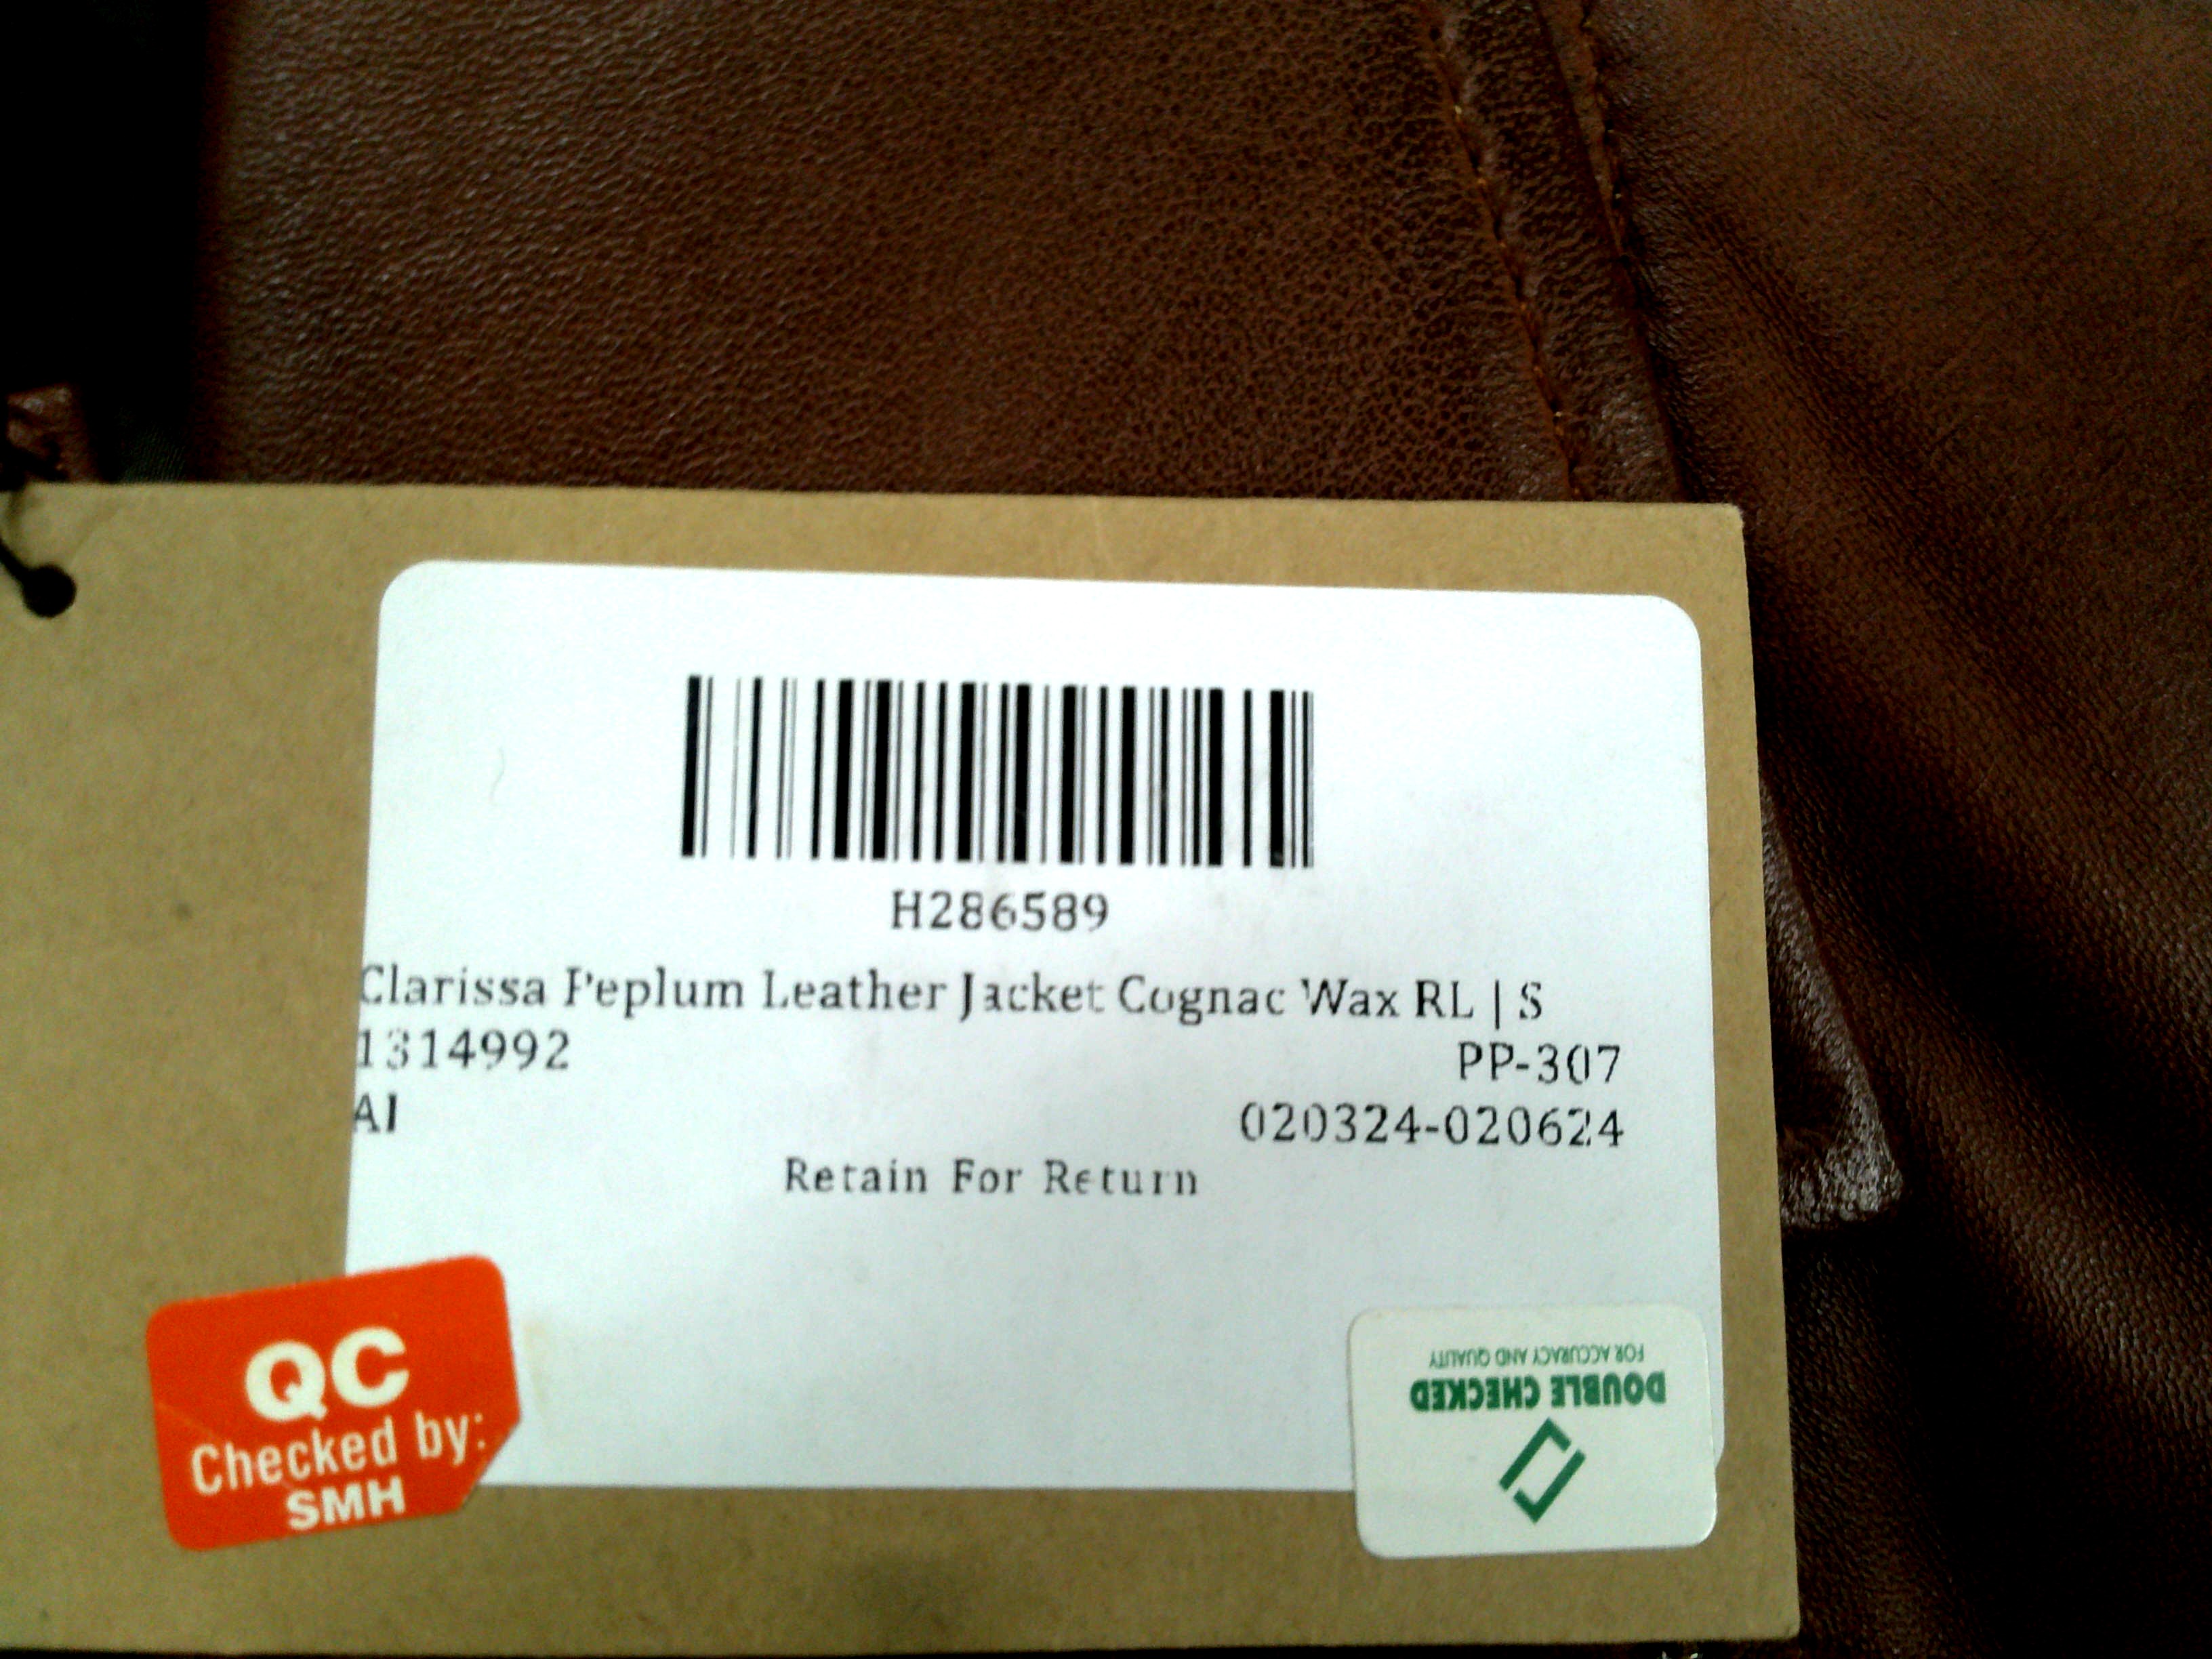 H286589
Clarissa Peplum Leather Jacket Cognac Wax RL | S
1314992 PP-307
AI 020324-020624
Retain For Return
QC
Checked by:
SMH
DOUBLE CHECKED
FOR ACCURACY AND QUALITY